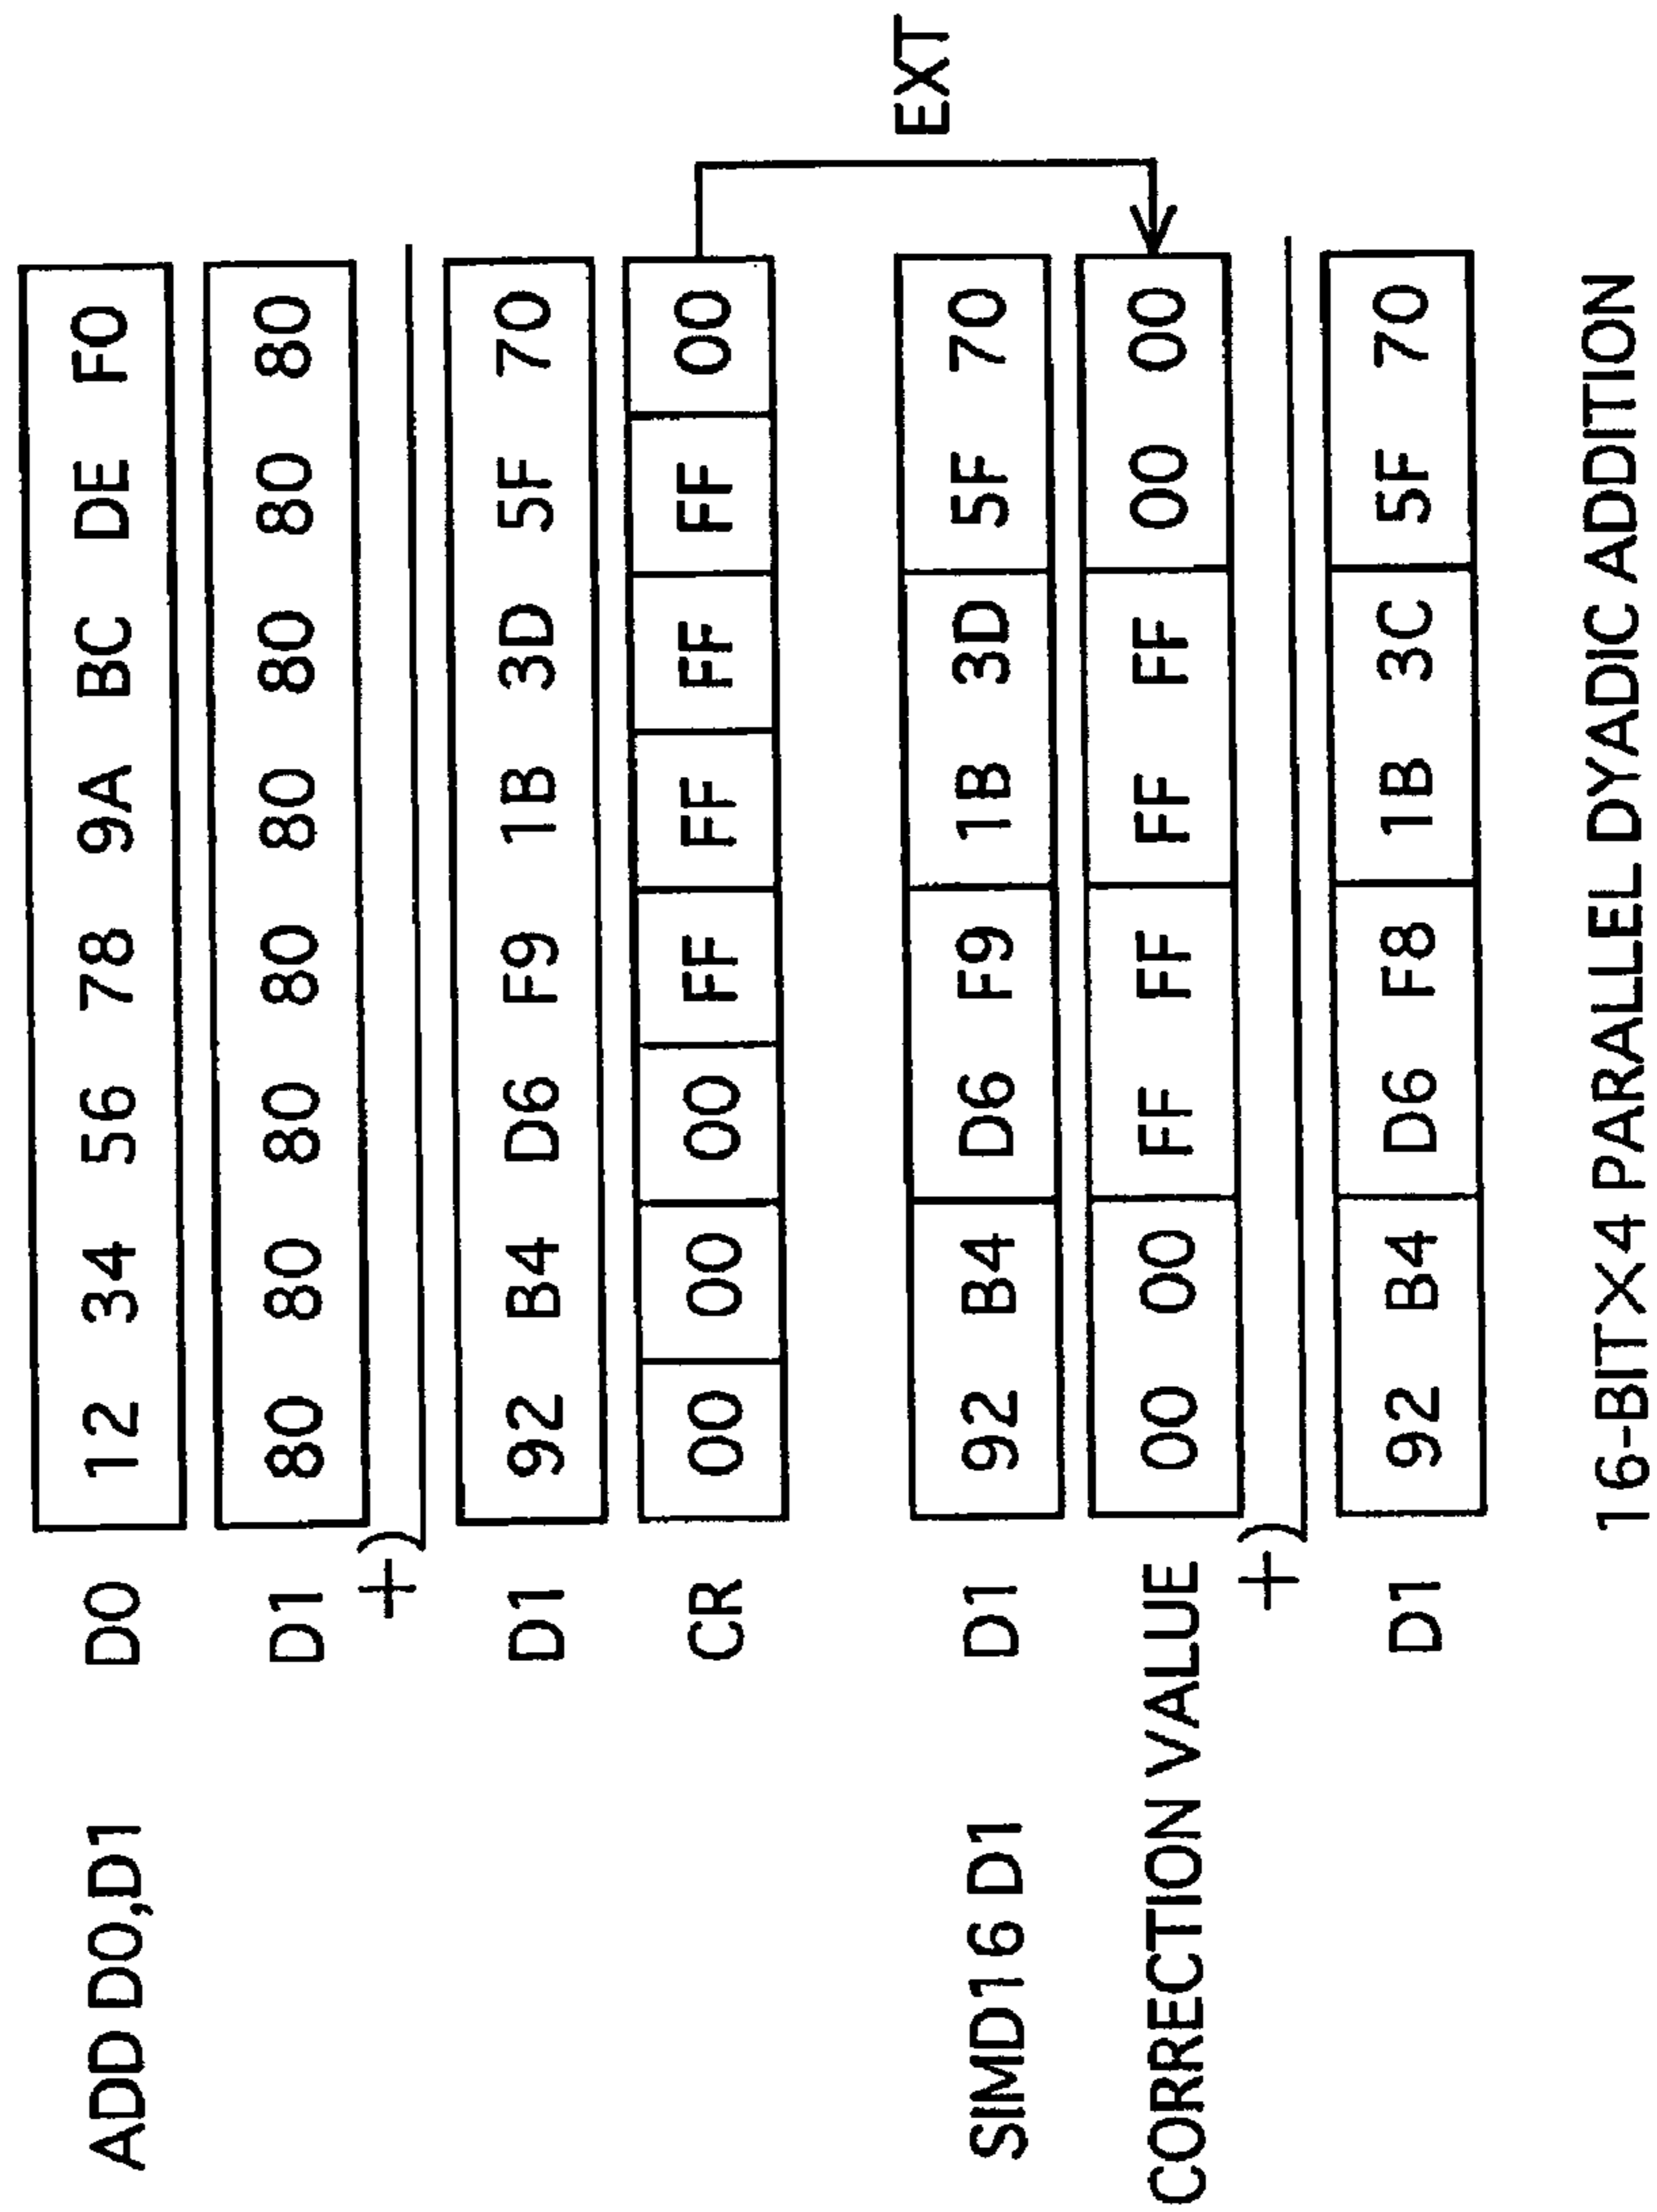 ADD D0,D1 D0 12 34 56 78 9A BC DE F0
D1 80 80 80 80 80 80 80 80
+)
D1 92 B4 D6 F9 1B 3D 5F 70
CR 00 00 00 FF FF FF FF 00
EXT
SIMD16 D1 D1 92 B4 D6 F9 1B 3D 5F 70
CORRECTION VALUE 00 00 FF FF FF FF 00 00
+)
D1 92 B4 D6 F8 1B 3C 5F 70
16-BIT×4 PARALLEL DYADIC ADDITION